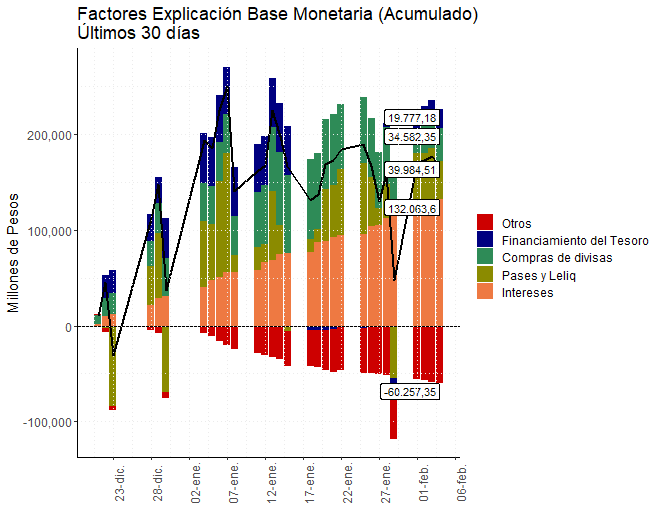 Factores Explicación Base Monetaria (Acumulado)
Últimos 30 días
Millones de Pesos
200,000
100,000
0
-100,000
19.777,18
34.582,35
39.984,51
132.063,6
-60.257,35
23-dic.
28-dic.
02-ene.
07-ene.
12-ene.
17-ene.
22-ene.
27-ene.
01-feb.
06-feb.
Otros
Financiamiento del Tesoro
Compras de divisas
Pases y Leliq
Intereses